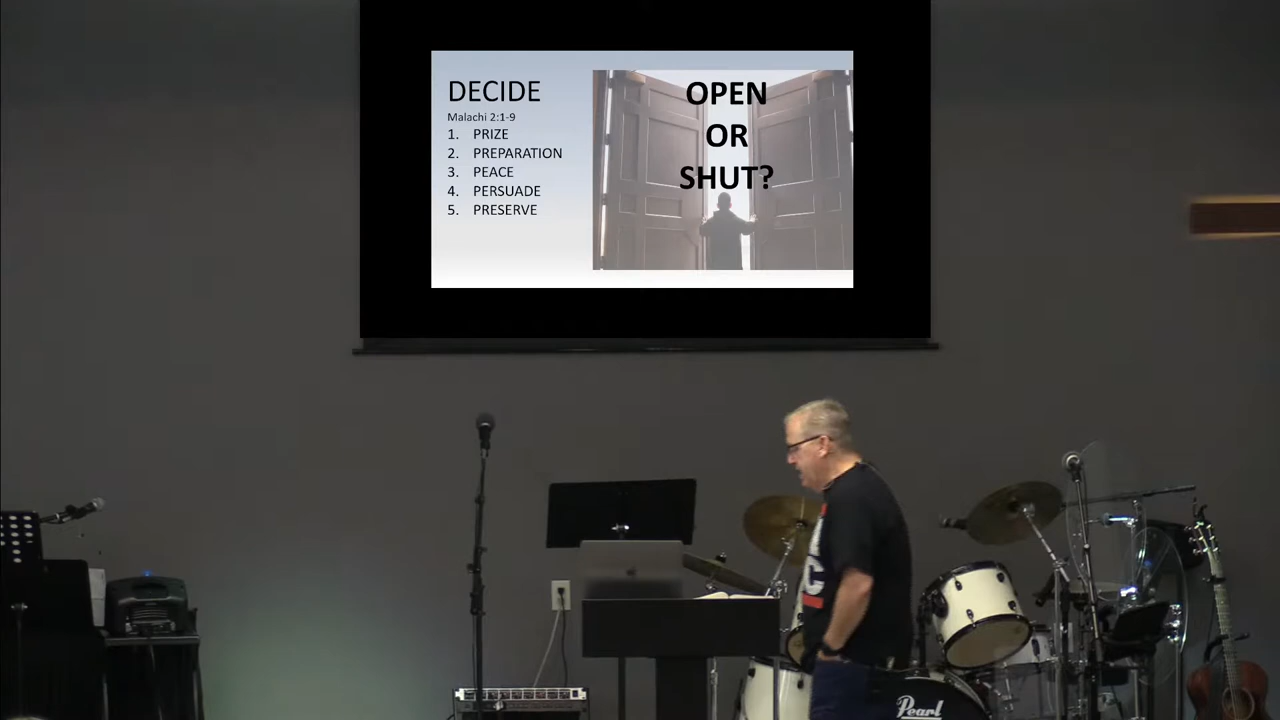 DECIDE
Malachi 2:1-9
1. PRIZE
2. PREPARATION
3. PEACE
4. PERSUADE
5. PRESERVE
OPEN
OR
SHUT?
C
Pearl